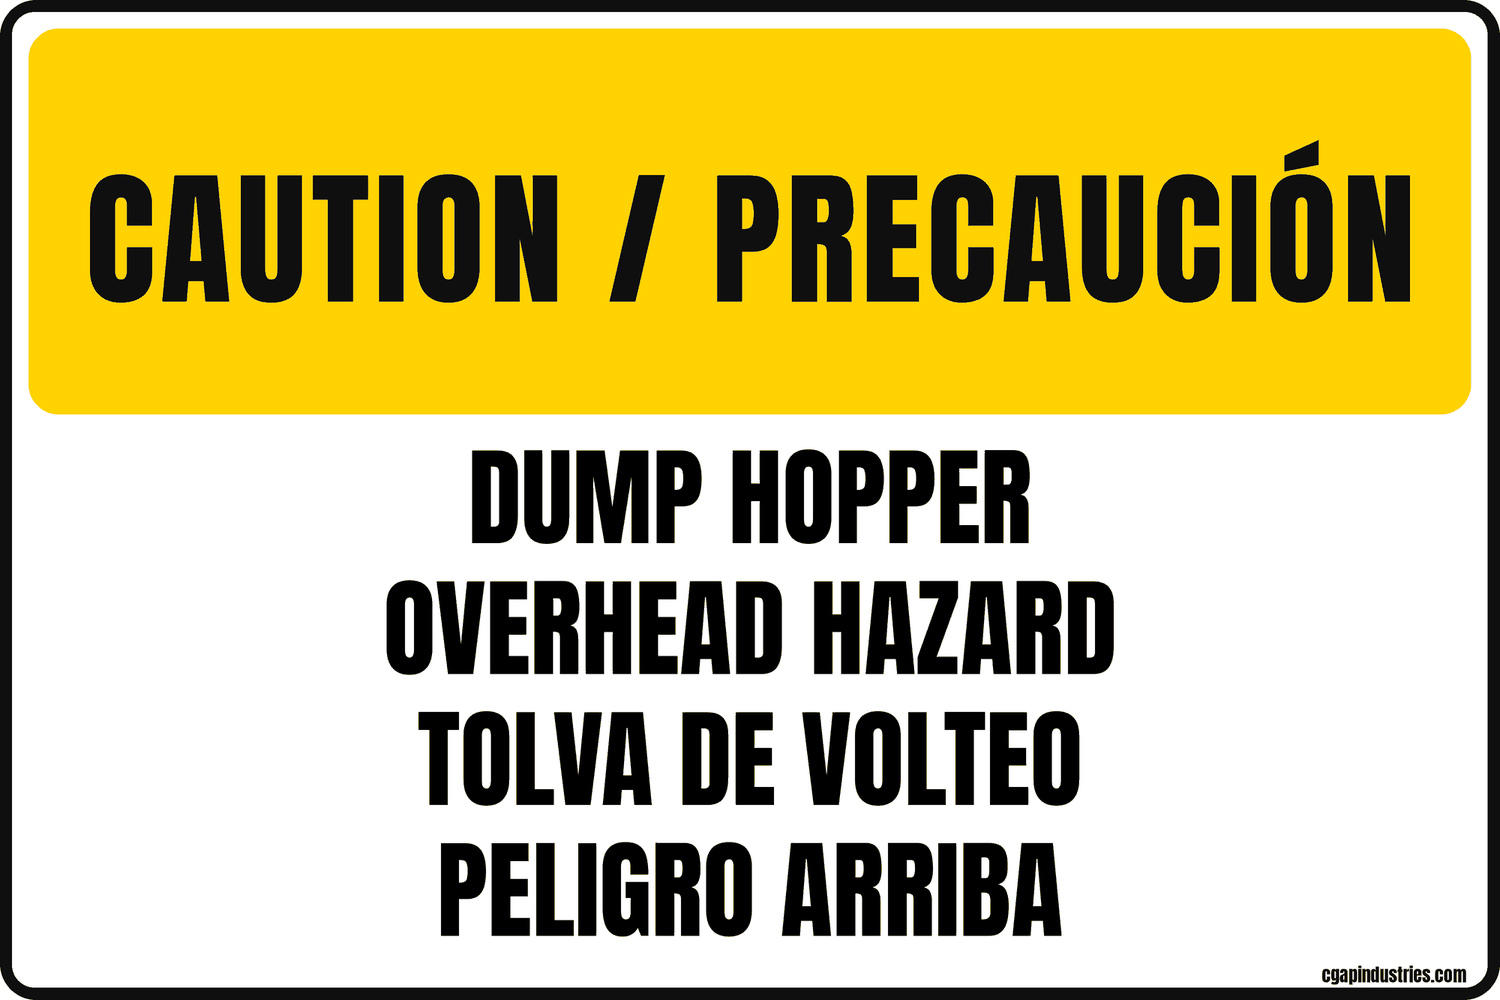 CAUTION / PRECAUCIÓN
DUMP HOPPER
OVERHEAD HAZARD
TOLVA DE VOLTEO
PELIGRO ARRIBA
cgapindustries.com